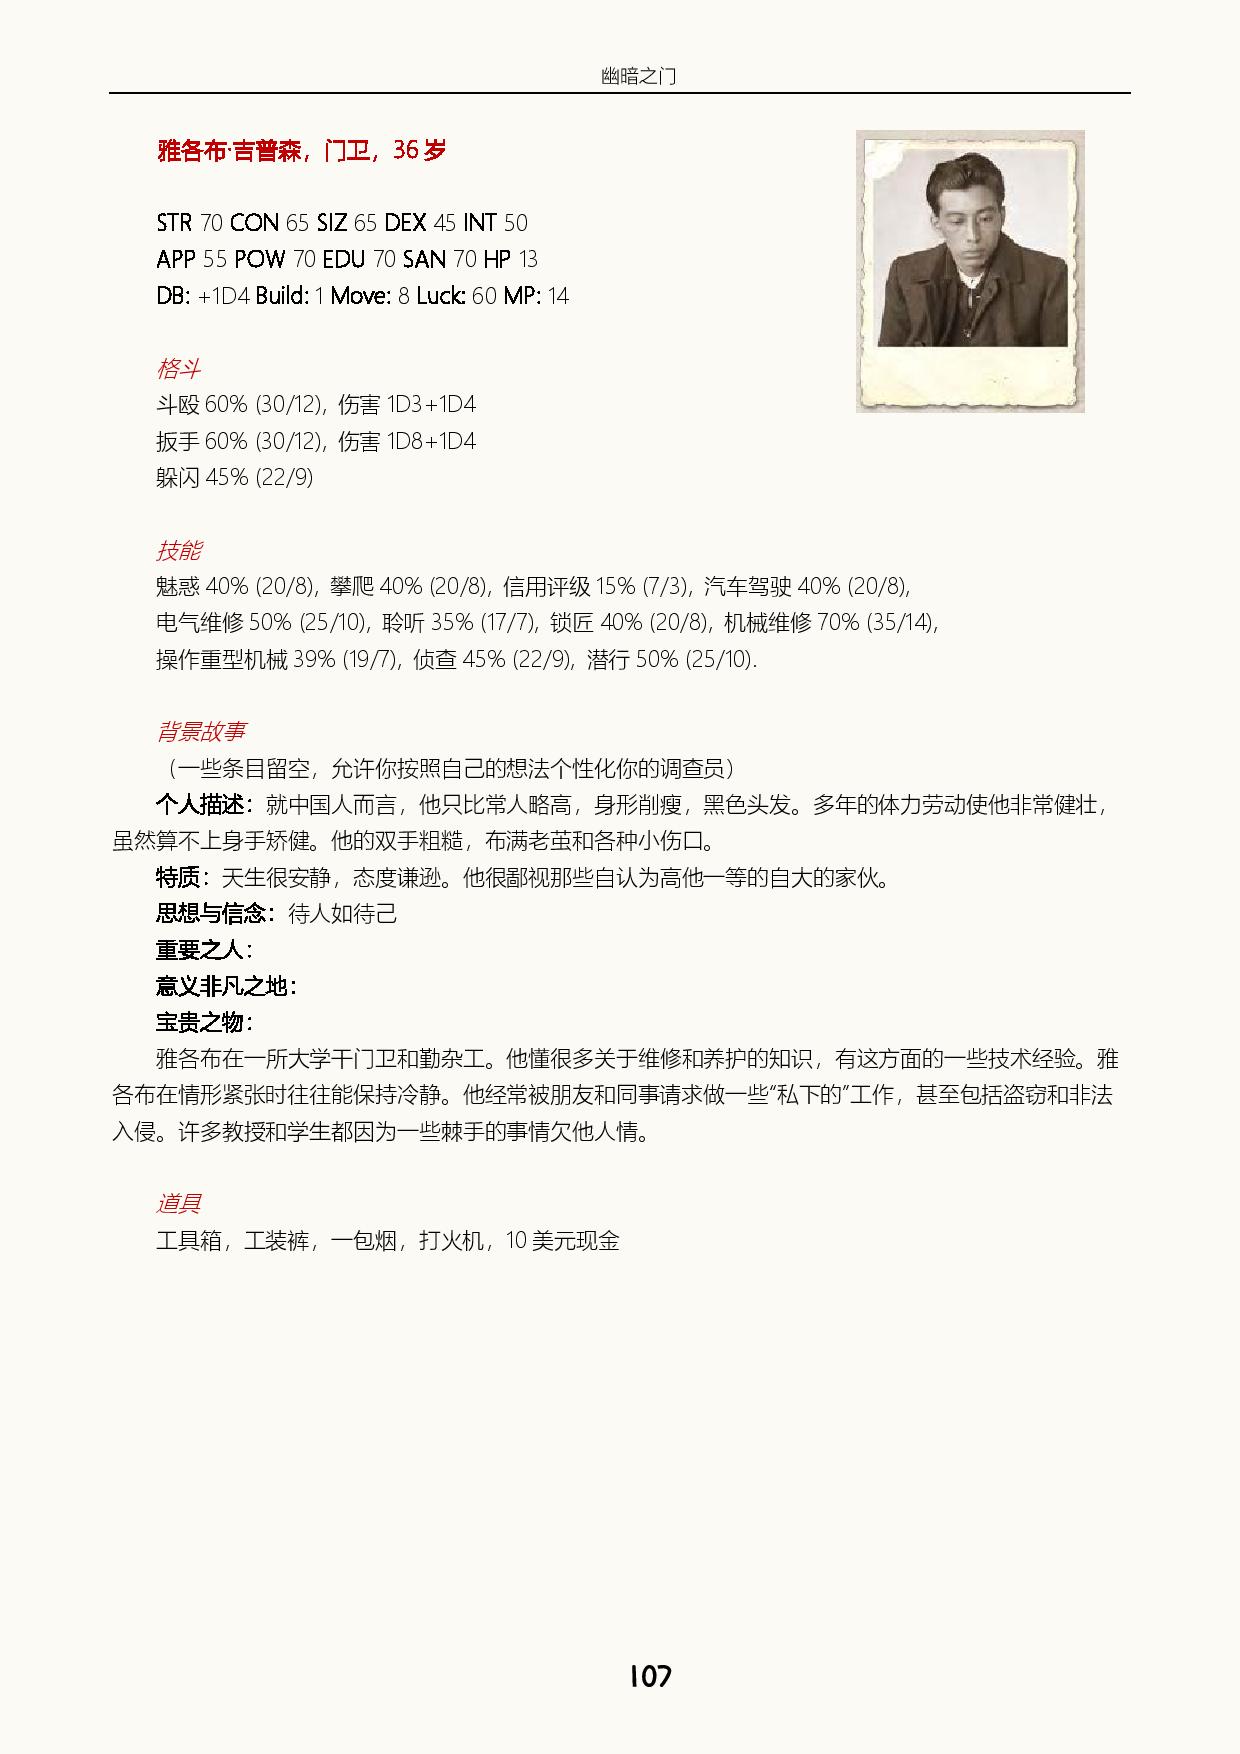 幽暗之门
雅各布·吉普森，门卫，36 岁
STR 70 CON 65 SIZ 65 DEX 45 INT 50
APP 55 POW 70 EDU 70 SAN 70 HP 13
DB: +1D4 Build: 1 Move: 8 Luck: 60 MP: 14
格斗
斗殴 60% (30/12), 伤害 1D3+1D4
扳手 60% (30/12), 伤害 1D8+1D4
躲闪 45% (22/9)
技能
魅惑 40% (20/8), 攀爬 40% (20/8), 信用评级 15% (7/3), 汽车驾驶 40% (20/8),
电气维修 50% (25/10), 聆听 35% (17/7), 锁匠 40% (20/8), 机械维修 70% (35/14),
操作重型机械 39% (19/7), 侦查 45% (22/9), 潜行 50% (25/10).
背景故事
（一些条目留空，允许你按照自己的想法个性化你的调查员）
个人描述：就中国人而言，他只比常人略高，身形削瘦，黑色头发。多年的体力劳动使他非常健壮，
虽然算不上身手矫健。他的双手粗糙，布满老茧和各种小伤口。
特质：天生很安静，态度谦逊。他很鄙视那些自认为高他一等的自大的家伙。
思想与信念：待人如待己
重要之人：
意义非凡之地：
宝贵之物：
雅各布在一所大学干门卫和勤杂工。他懂很多关于维修和养护的知识，有这方面的一些技术经验。雅
各布在情形紧张时往往能保持冷静。他经常被朋友和同事请求做一些“私下的”工作，甚至包括盗窃和非法
入侵。许多教授和学生都因为一些棘手的事情欠他人情。
道具
工具箱，工装裤，一包烟，打火机，10 美元现金
107